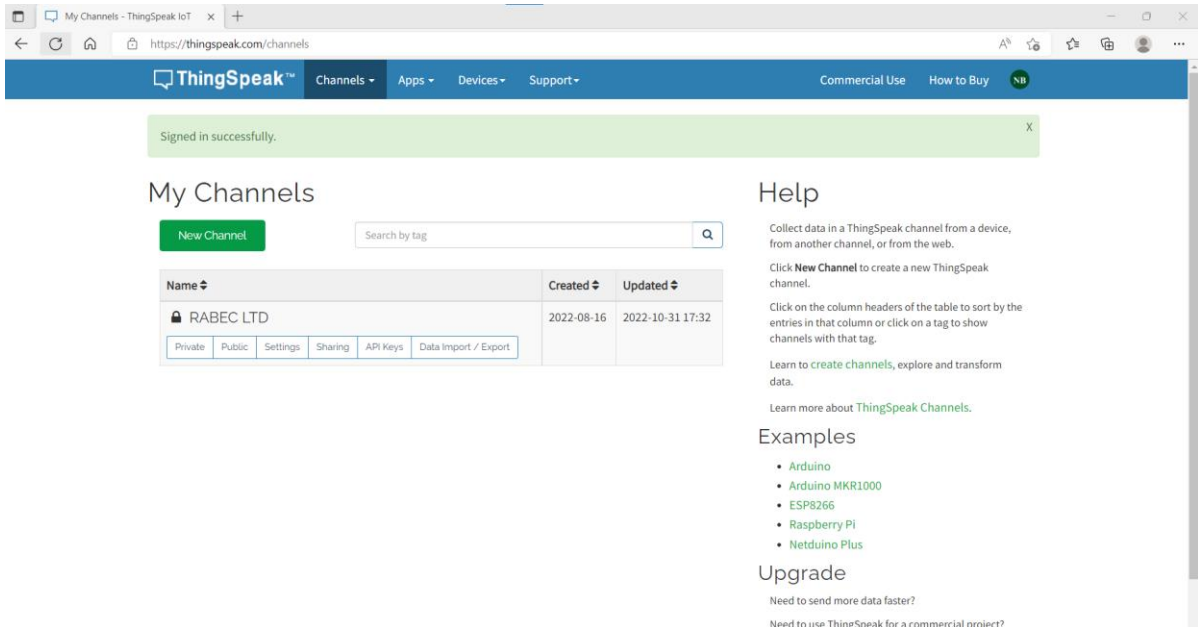 My Channels - ThingSpeak IoT
https://thingspeak.com/channels
ThingSpeak™ Channels Apps Devices Support Commercial Use How to Buy NB
Signed in successfully. X
My Channels
New Channel
Search by tag
Name Created Updated
RABEC LTD 2022-08-16 2022-10-31 17:32
Private Public Settings Sharing API Keys Data Import / Export
Help
Collect data in a ThingSpeak channel from a device,
from another channel, or from the web.
Click New Channel to create a new ThingSpeak
channel.
Click on the column headers of the table to sort by the
entries in that column or click on a tag to show
channels with that tag.
Learn to create channels, explore and transform
data.
Learn more about ThingSpeak Channels.
Examples
• Arduino
• Arduino MKR1000
• ESP8266
• Raspberry Pi
• Netduino Plus
Upgrade
Need to send more data faster?
Need to use ThingSpeak for a commercial project?